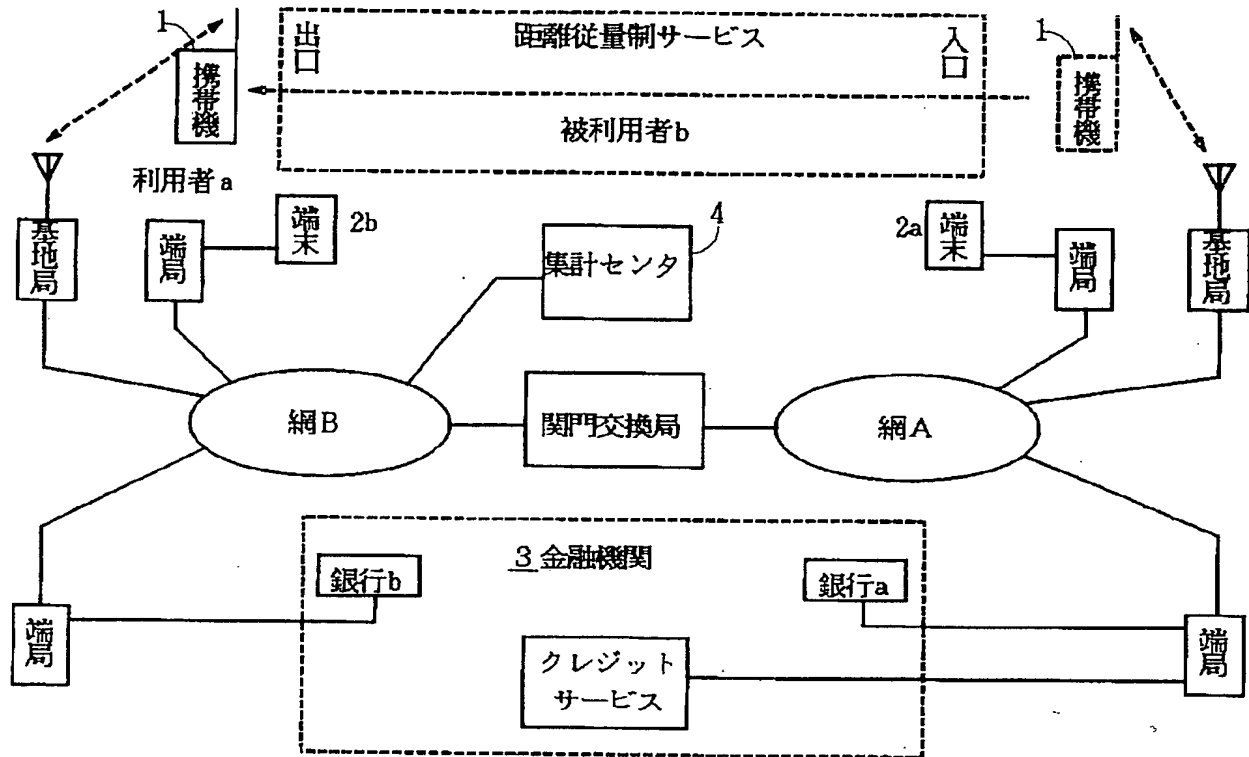 1
携帯機
出口
距離従量制サービス
入口
1
携帯機
被利用者b
利用者a
基地局
端局
端末
2b
集計センタ
4
2a
端末
端局
基地局
網B
関門交換局
網A
3 金融機関
銀行b
銀行a
端局
クレジット
サービス
端局